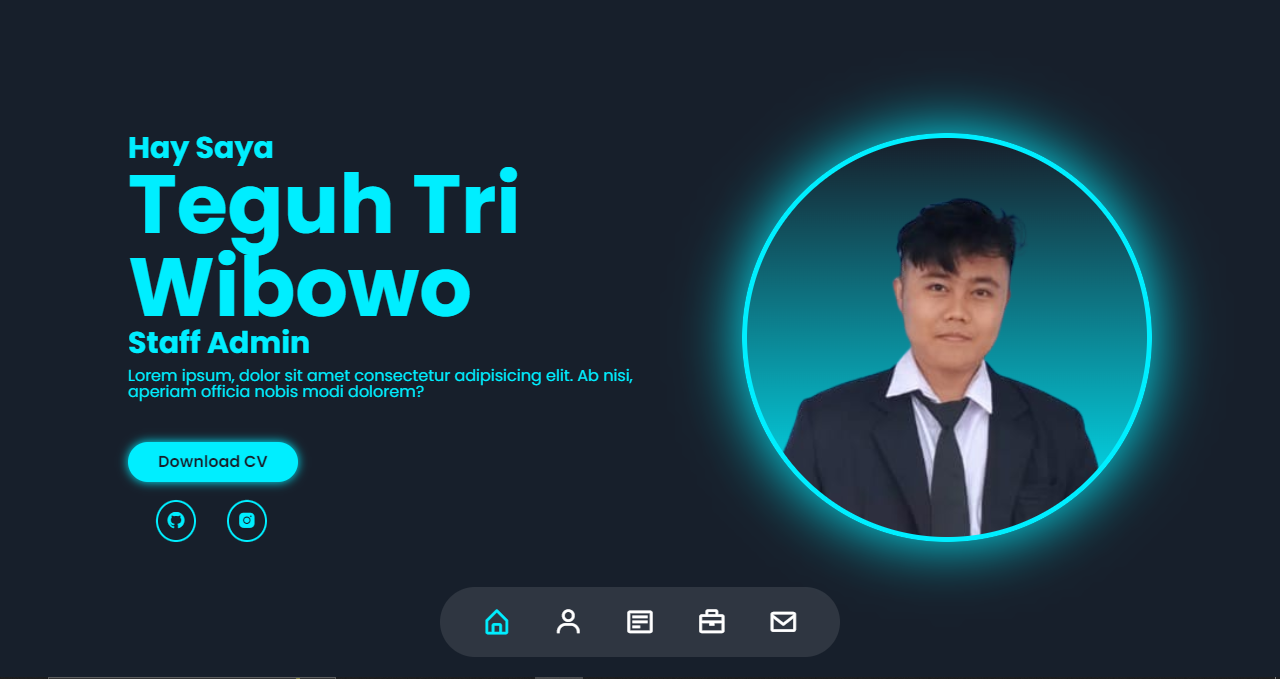 Hay Saya
Teguh Tri
Wibowo
Staff Admin
Lorem ipsum, dolor sit amet consectetur adipisicing elit. Ab nisi,
aperiam officia nobis modi dolorem?
Download CV